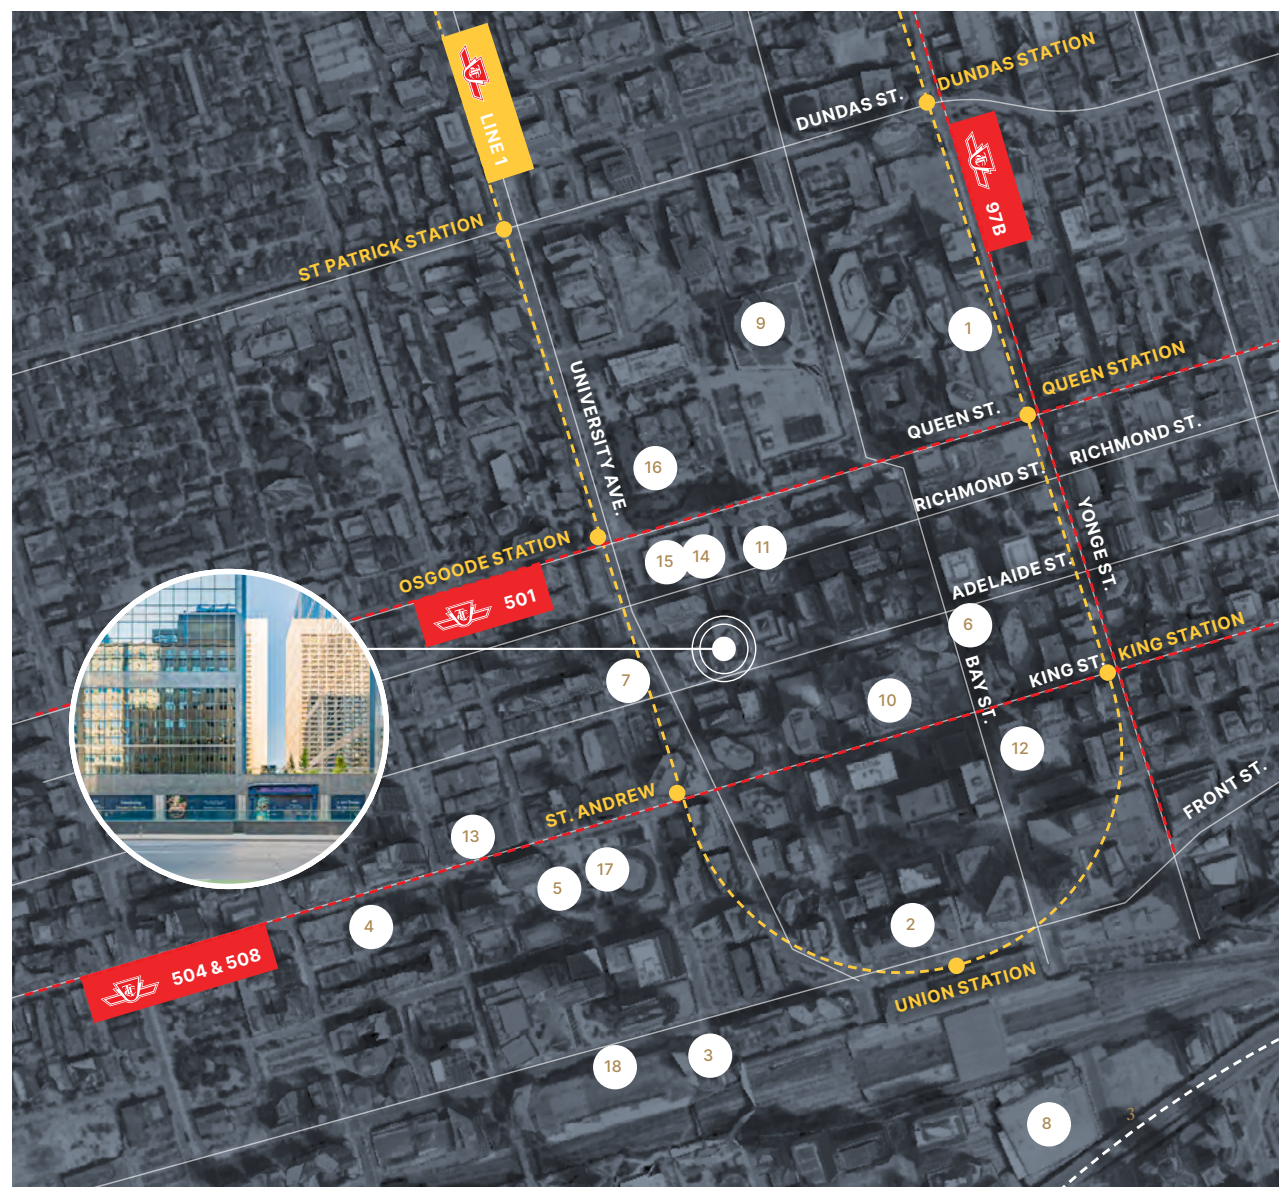 DUNDAS STATION
DUNDAS ST.
LINE 1
97B
ST PATRICK STATION
9
1
QUEEN STATION
UNIVERSITY AVE.
QUEEN ST.
RICHMOND ST.
16
RICHMOND ST.
YONGE ST.
OSGOODE STATION
15
14
11
501
ADELAIDE ST.
6
KING STATION
KING ST.
7
BAY ST.
10
12
ST. ANDREW
FRONT ST.
13
17
5
4
2
504 & 508
UNION STATION
3
18
8
3